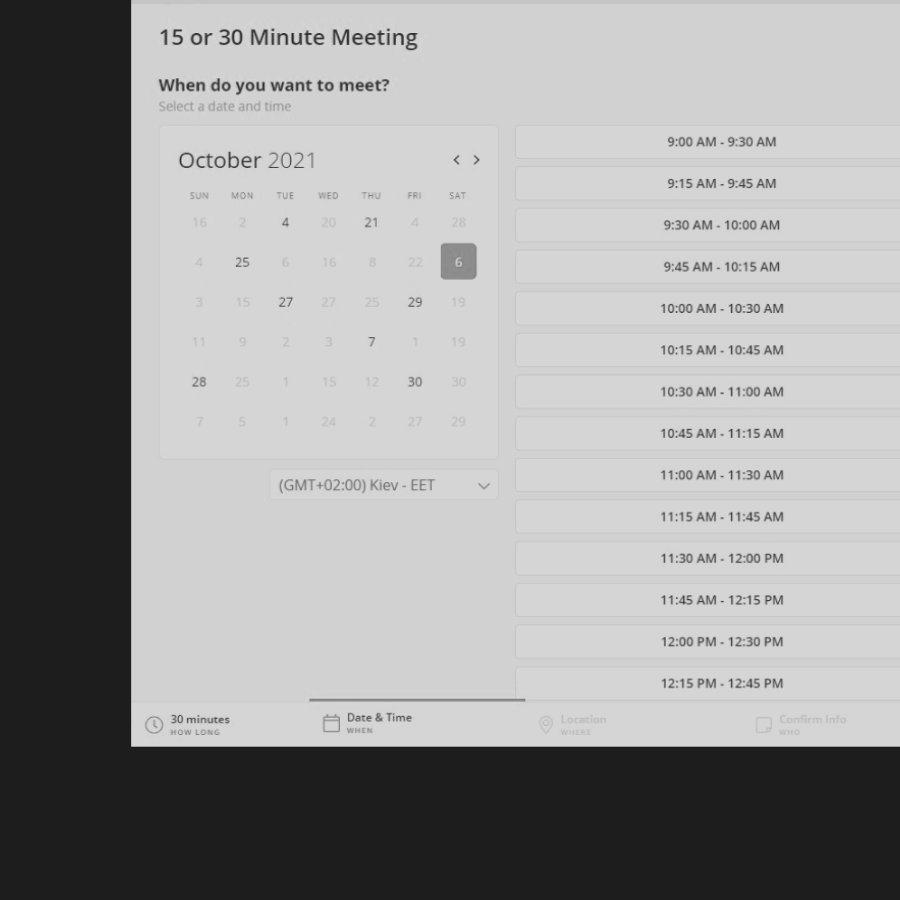 15 or 30 Minute Meeting
When do you want to meet?
Select a date and time
October 2021
SUN MON TUE WED THU FRI SAT
16 2 4 20 21 4 28
4 25 6 16 8 22 6
3 15 27 27 25 29 19
11 9 2 3 7 1 19
28 25 1 15 12 30 30
7 5 1 24 2 27 29
(GMT+02:00) Kiev - EET
9:00 AM - 9:30 AM
9:15 AM - 9:45 AM
9:30 AM - 10:00 AM
9:45 AM - 10:15 AM
10:00 AM - 10:30 AM
10:15 AM - 10:45 AM
10:30 AM - 11:00 AM
10:45 AM - 11:15 AM
11:00 AM - 11:30 AM
11:15 AM - 11:45 AM
11:30 AM - 12:00 PM
11:45 AM - 12:15 PM
12:00 PM - 12:30 PM
12:15 PM - 12:45 PM
30 minutes
HOW LONG
Date & Time
WHEN
Location
WHERE
Confirm Info
WHO